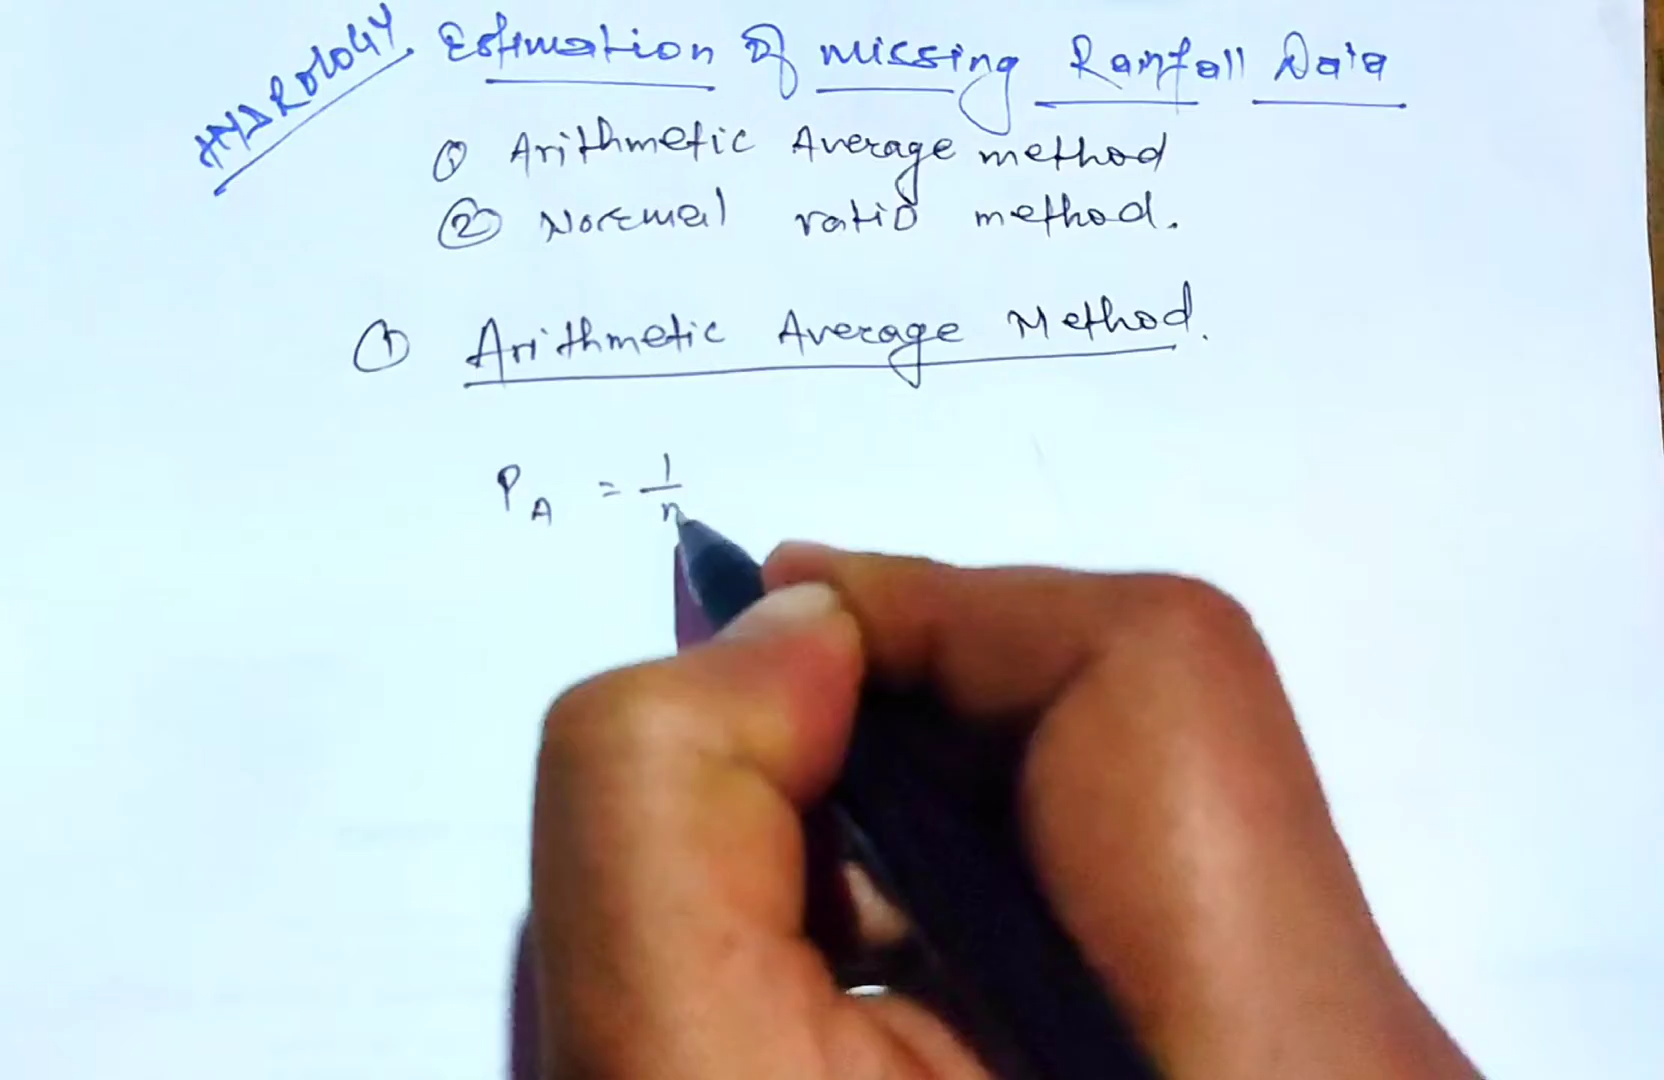 HYDROLOGY
Estimation of missing Rainfall Data
① Arithmetic Average method
② Normal ratio method.
① Arithmetic Average Method.
P_A = 1/n